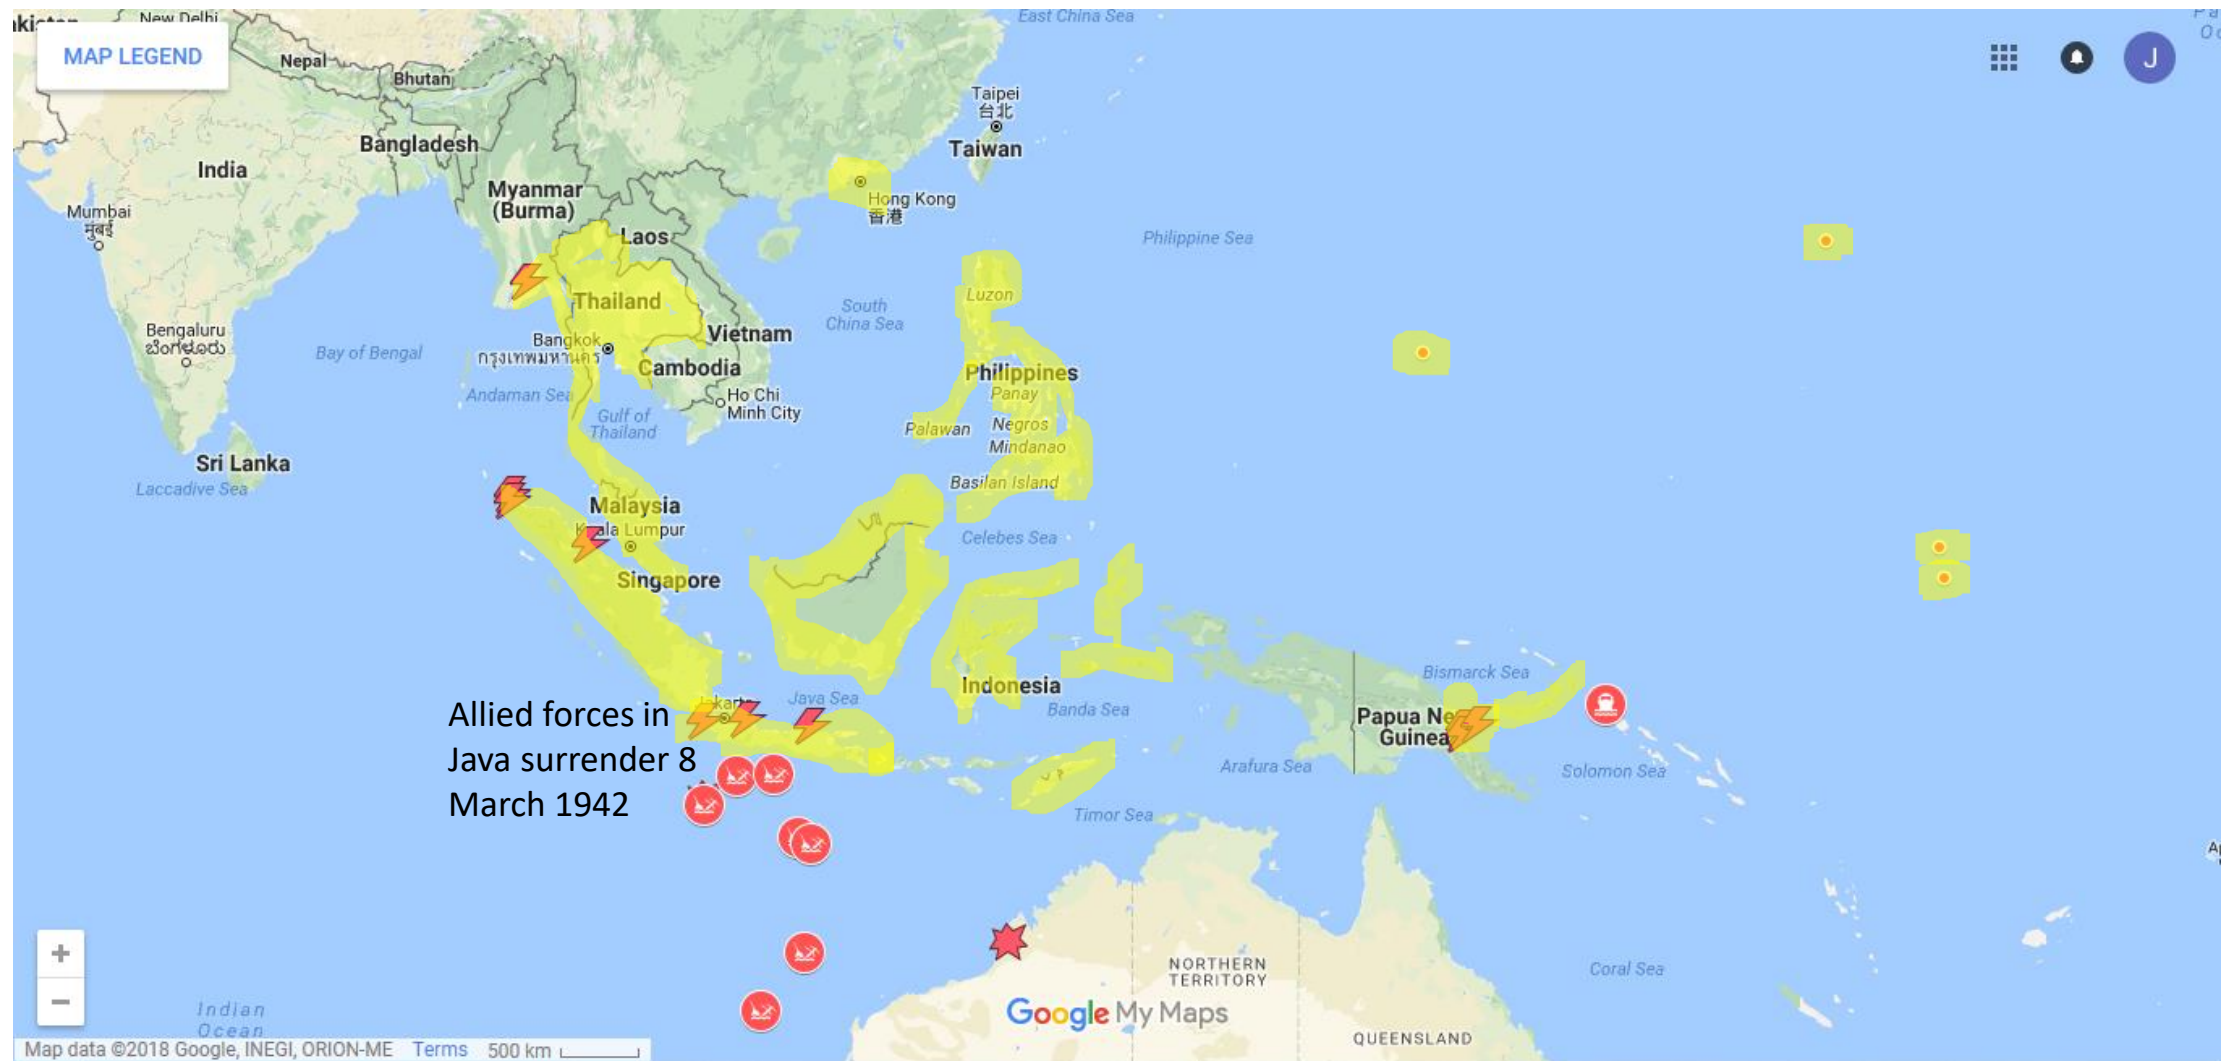 New Delhi
East China Sea
MAP LEGEND
Nepal
Bhutan
J
Taipei
台北
Taiwan
Bangladesh
India
Myanmar
(Burma)
Hong Kong
香港
Mumbai
मुंबई
Laos
Philippine Sea
Thailand
Luzon
South
China Sea
Bengaluru
ಬೆಂಗಳೂರು
Bay of Bengal
Bangkok
กรุงเทพมหานคร
Vietnam
Cambodia
Philippines
Panay
Andaman Sea
Ho Chi
Minh City
Gulf of
Thailand
Palawan
Negros
Mindanao
Sri Lanka
Laccadive Sea
Basilan Island
Malaysia
Kuala Lumpur
Celebes Sea
Singapore
Indonesia
Bismarck Sea
Jakarta
Java Sea
Banda Sea
Papua New
Guinea
Allied forces in
Java surrender 8
March 1942
Arafura Sea
Solomon Sea
Timor Sea
NORTHERN
TERRITORY
Coral Sea
Google My Maps
QUEENSLAND
+
−
Indian
Ocean
Map data ©2018 Google, INEGI, ORION-ME Terms 500 km